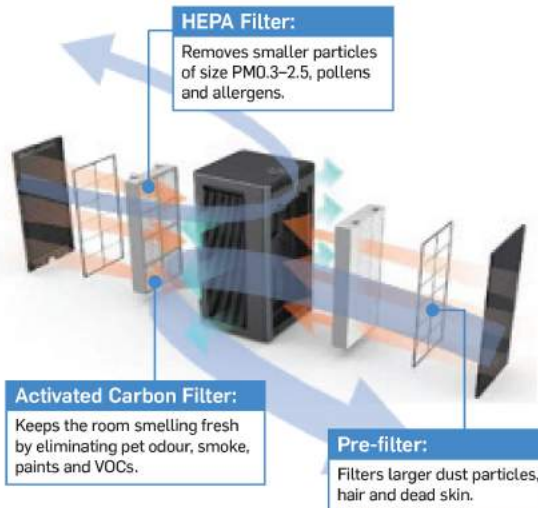 HEPA Filter:
Removes smaller particles
of size PM0.3–2.5, pollens
and allergens.
Activated Carbon Filter:
Keeps the room smelling fresh
by eliminating pet odour, smoke,
paints and VOCs.
Pre-filter:
Filters larger dust particles,
hair and dead skin.